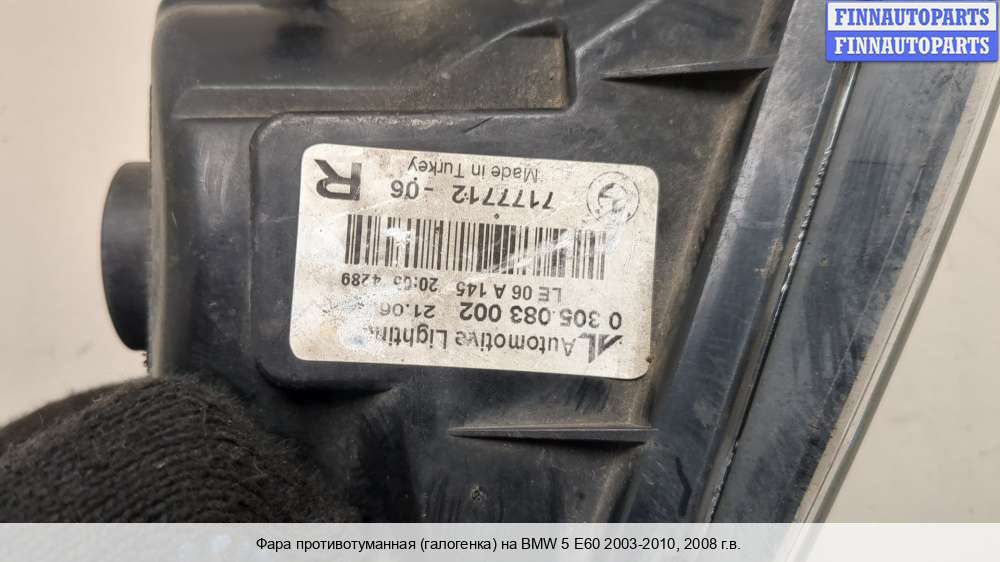 FINNAUTOPARTS
FINNAUTOPARTS
AL Automotive Lighting
0 305 083 002 21.06
LE 06 A 145 20:05 4289
7177712 -06
Made in Turkey
R
Фара противотуманная (галогенка) на BMW 5 E60 2003-2010, 2008 г.в.